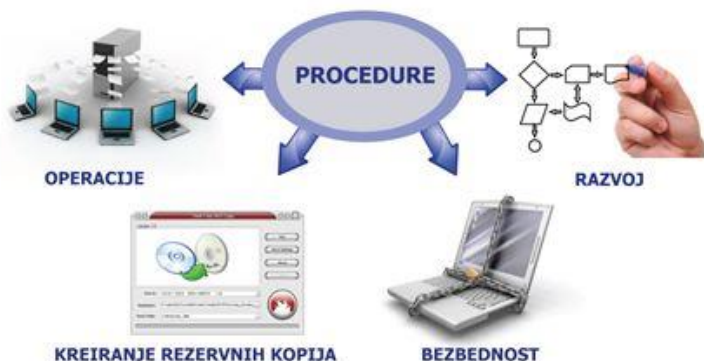 PROCEDURE
OPERACIJE
RAZVOJ
KREIRANJE REZERVNIH KOPIJA
BEZBEDNOST